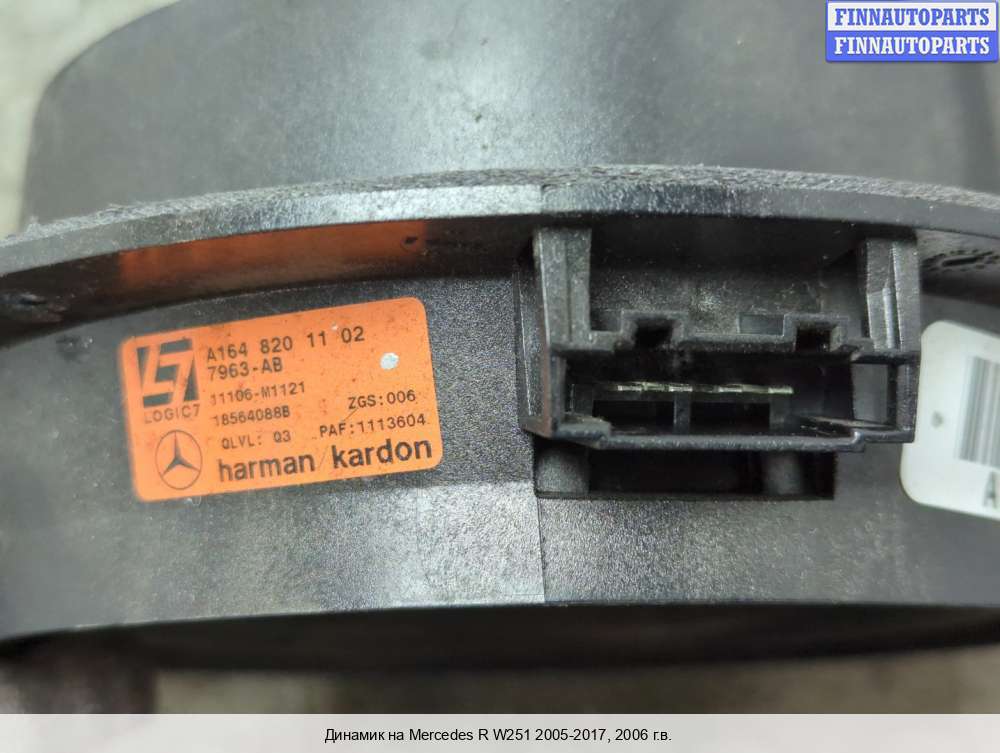 FINNAUTOPARTS
FINNAUTOPARTS
A164 820 11 02
7963-AB
11106-M1121
LOGIC7
18564088B
ZGS:006
QLVL: Q3
PAF:1113604
harman/kardon
A
Динамик на Mercedes R W251 2005-2017, 2006 г.в.